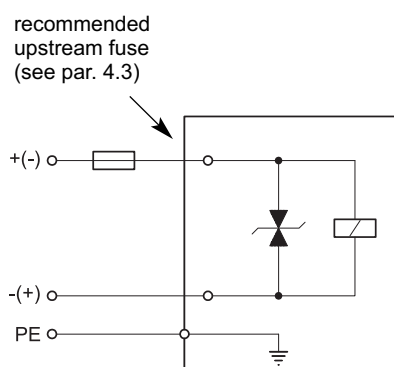 recommended
upstream fuse
(see par. 4.3)
+(-)
-(+)
PE